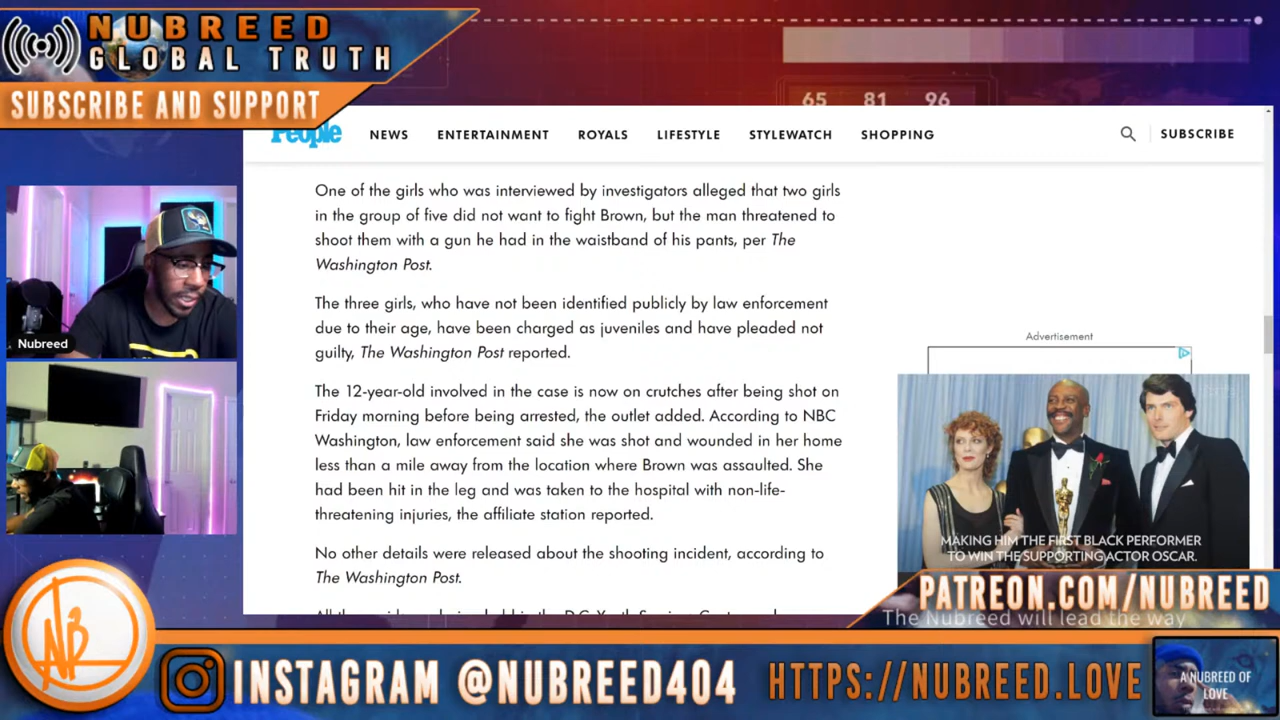 NUBREED
GLOBAL TRUTH
SUBSCRIBE AND SUPPORT
65 81 96
People NEWS ENTERTAINMENT ROYALS LIFESTYLE STYLEWATCH SHOPPING SUBSCRIBE
One of the girls who was interviewed by investigators alleged that two girls
in the group of five did not want to fight Brown, but the man threatened to
shoot them with a gun he had in the waistband of his pants, per The
Washington Post.
The three girls, who have not been identified publicly by law enforcement
due to their age, have been charged as juveniles and have pleaded not
guilty, The Washington Post reported.
The 12-year-old involved in the case is now on crutches after being shot on
Friday morning before being arrested, the outlet added. According to NBC
Washington, law enforcement said she was shot and wounded in her home
less than a mile away from the location where Brown was assaulted. She
had been hit in the leg and was taken to the hospital with non-life-
threatening injuries, the affiliate station reported.
No other details were released about the shooting incident, according to
The Washington Post.
Nubreed
Advertisement
MAKING HIM THE FIRST BLACK PERFORMER
TO WIN THE SUPPORTING ACTOR OSCAR.
PATREON.COM/NUBREED
The Nubreed will lead the way
NB
INSTAGRAM @NUBREED404 HTTPS://NUBREED.LOVE
A NUBREED OF
LOVE